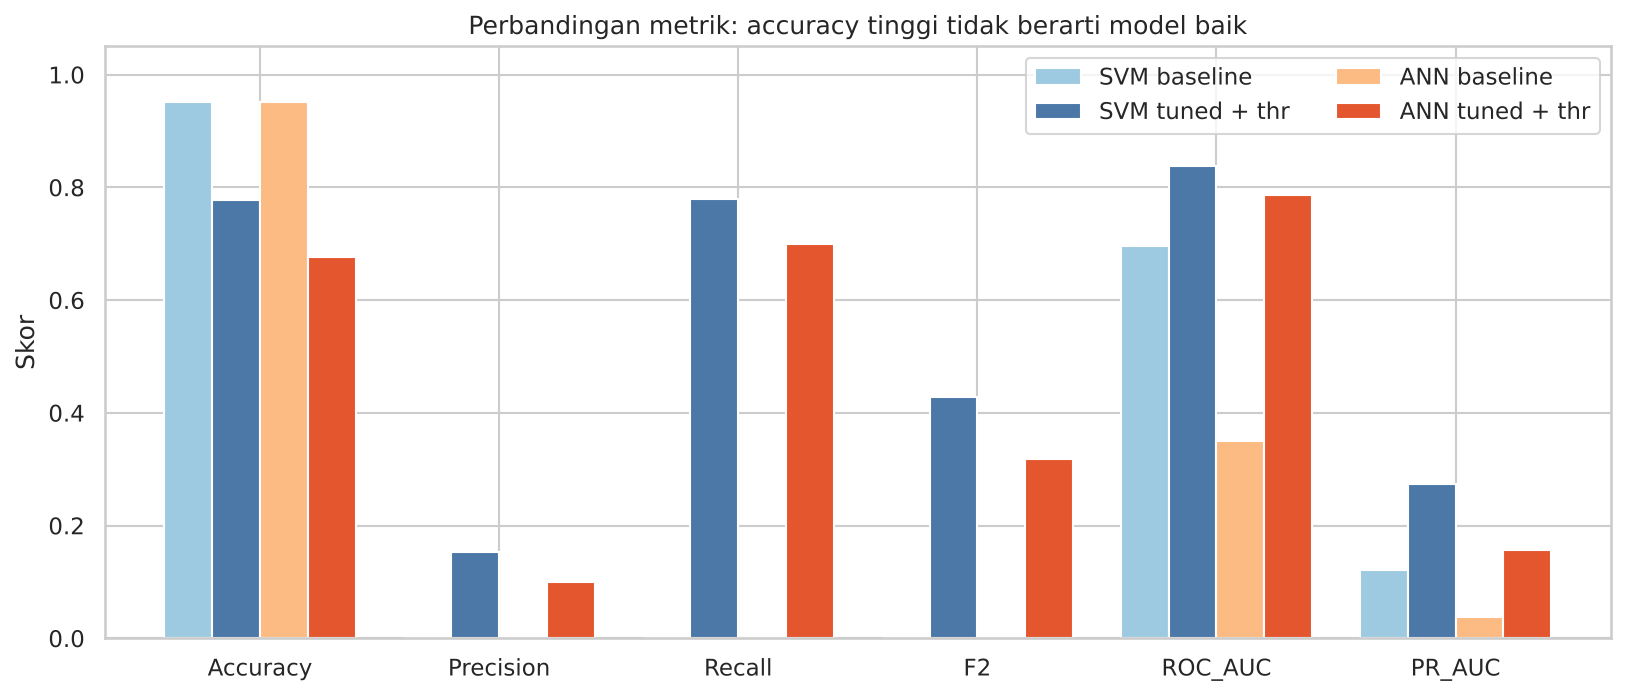 Perbandingan metrik: accuracy tinggi tidak berarti model baik
SVM baseline
SVM tuned + thr
ANN baseline
ANN tuned + thr
Skor
1.0
0.8
0.6
0.4
0.2
0.0
Accuracy
Precision
Recall
F2
ROC_AUC
PR_AUC